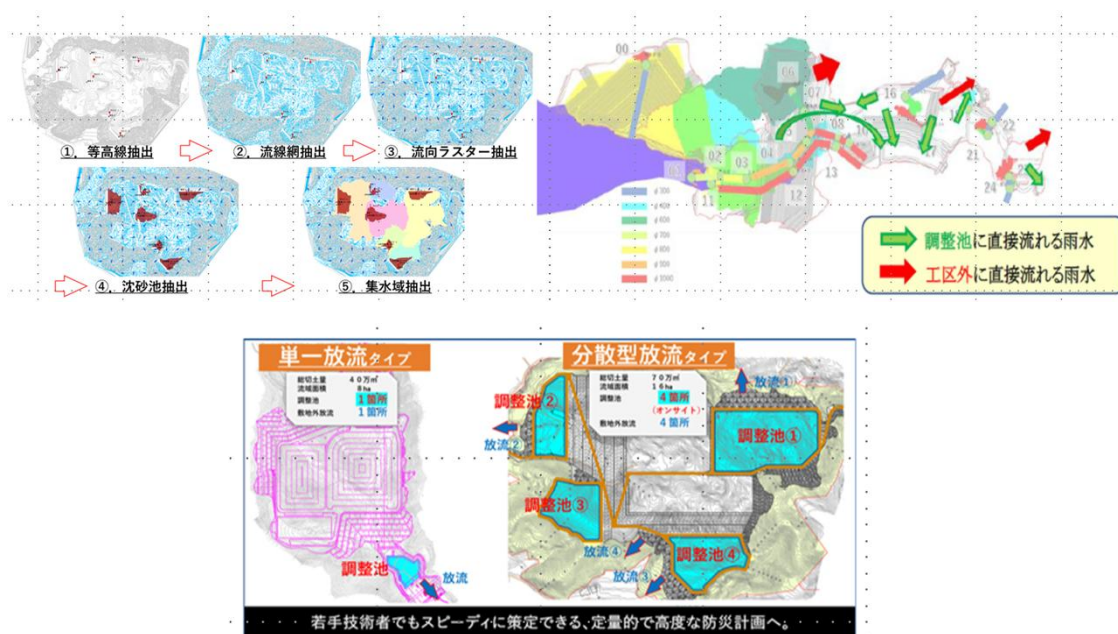 ①．等高線抽出
②．流線網抽出
③．流向ラスター抽出
④．沈砂池抽出
⑤．集水域抽出
00
06
07
16
08
02
03
04
22
21
13
12
11
24
調整池に直接流れる雨水
工区外に直接流れる雨水
単一放流タイプ
総切土量 40万㎥
流域面積 8ha
調整池 1箇所
敷地外放流 1箇所
調整池
放流
分散型放流タイプ
総切土量 70万㎥
流域面積 16ha
調整池 4箇所
(オンサイト)
敷地外放流 4箇所
放流①
調整池②
放流②
調整池①
調整池③
放流④
調整池④
放流③
若手技術者でもスピーディに策定できる、定量的で高度な防災計画へ。